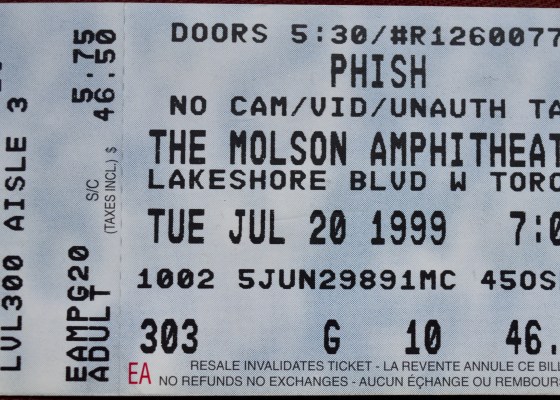 LVL300 AISLE 3
EAMPG20
ADULT
S/C
(TAXES INCL.) $
5.75
46.50
DOORS 5:30/#R1260077
PHISH
NO CAM/VID/UNAUTH TA
THE MOLSON AMPHITHEAT
LAKESHORE BLVD W TORO
TUE JUL 20 1999 7:0
1002 5JUN29891MC 45OS
303 G 10 46.
RESALE INVALIDATES TICKET - LA REVENTE ANNULE CE BIL
EA NO REFUNDS NO EXCHANGES - AUCUN ÉÇHANGE OU REMBOUR